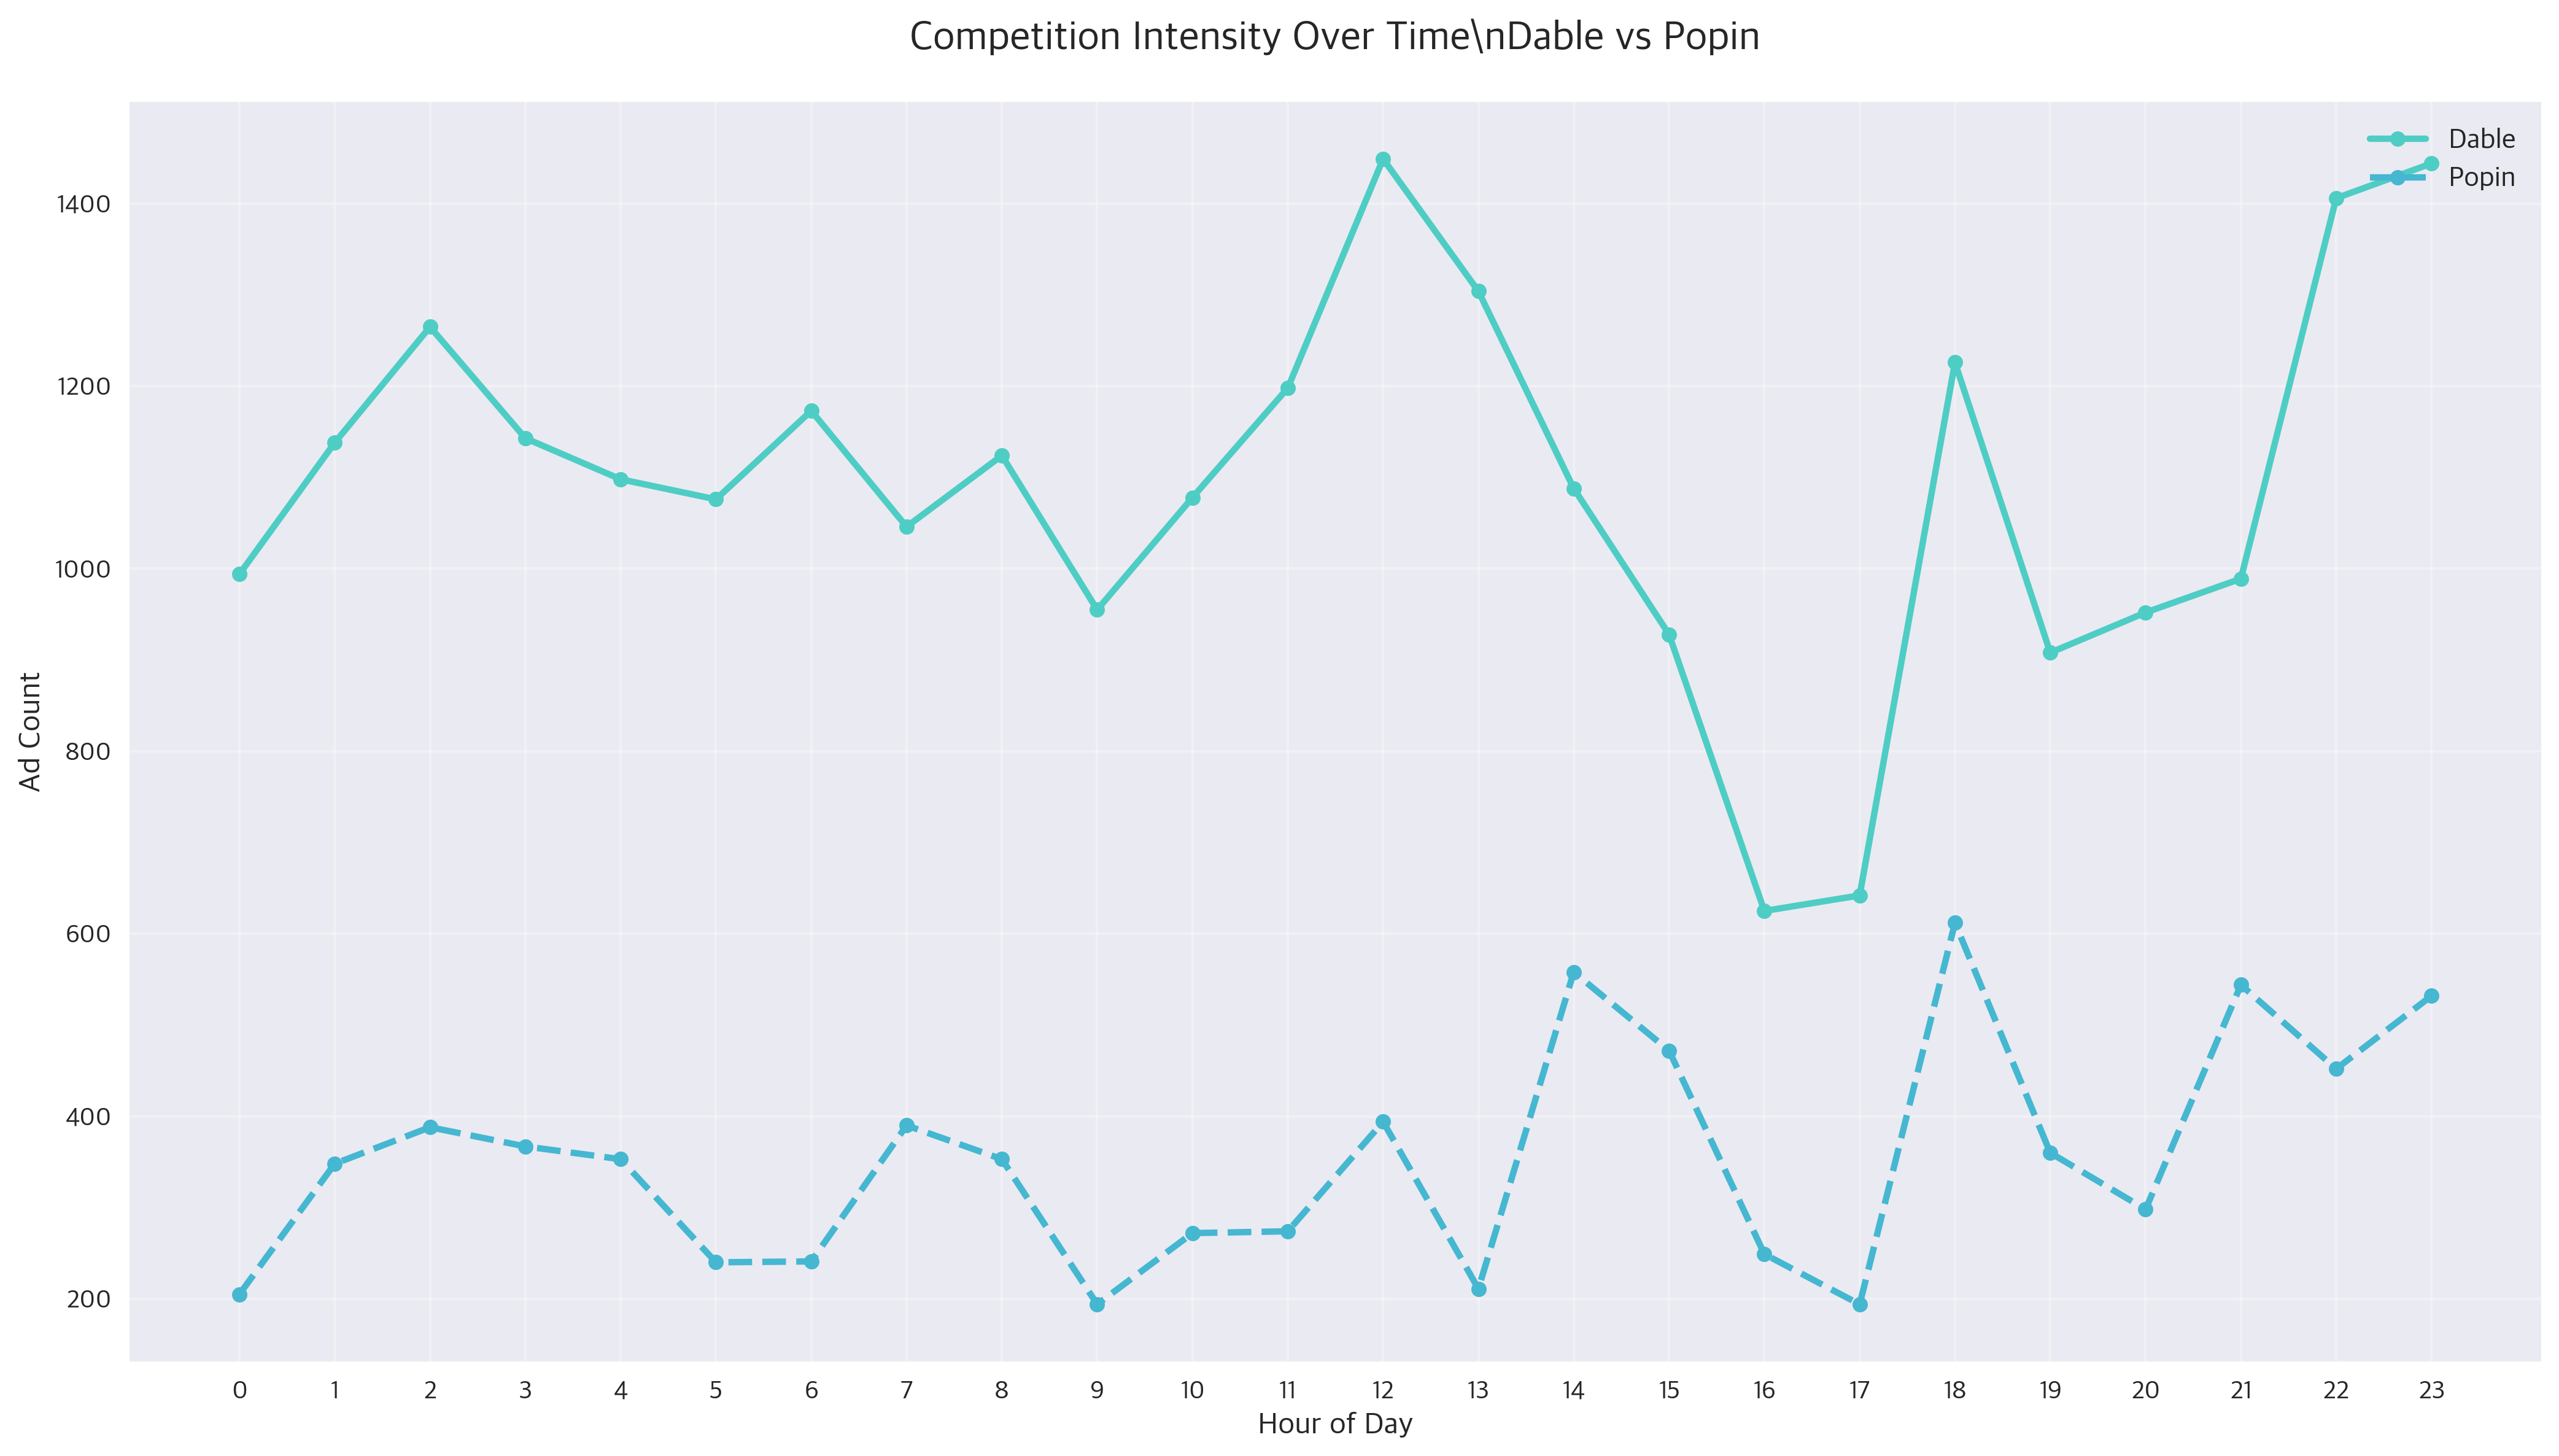 Competition Intensity Over Time\nDable vs Popin
Dable
Popin
1400
1200
1000
800
600
400
200
Ad Count
0 1 2 3 4 5 6 7 8 9 10 11 12 13 14 15 16 17 18 19 20 21 22 23
Hour of Day